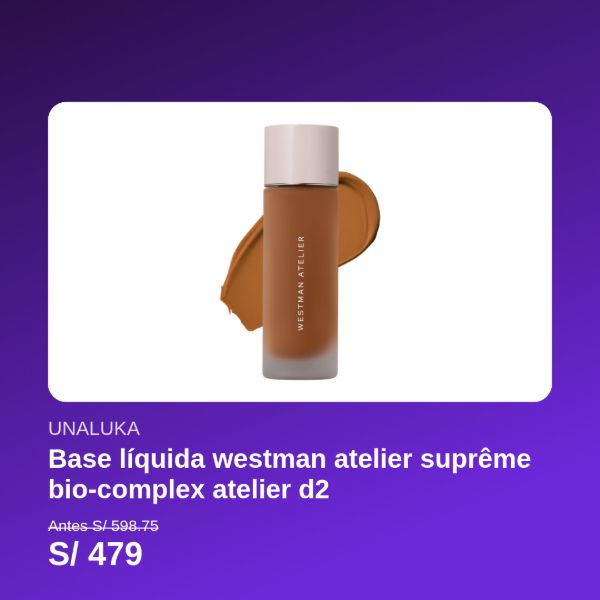 WESTMAN ATELIER
UNALUKA
Base líquida westman atelier suprême
bio-complex atelier d2
Antes S/ 598.75
S/ 479